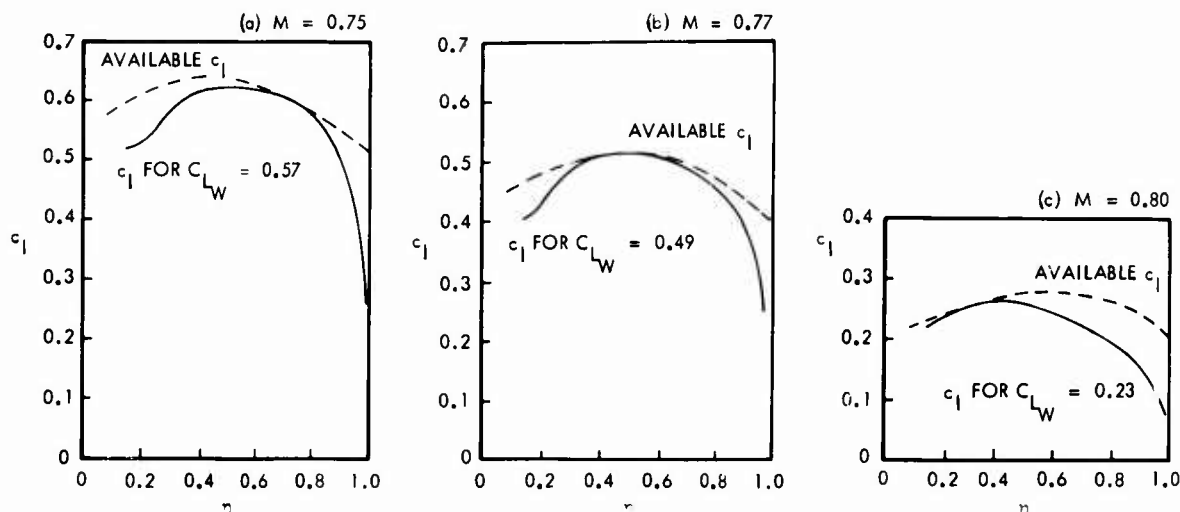 (a) M = 0.75
0.7
0.6
0.5
0.4
0.3
0.2
0.1
0
c_l
AVAILABLE c_l
c_l FOR C_L_W = 0.57
0 0.2 0.4 0.6 0.8 1.0
η
(b) M = 0.77
0.7
0.6
0.5
0.4
0.3
0.2
0.1
0
c_l
AVAILABLE c_l
c_l FOR C_L_W = 0.49
0 0.2 0.4 0.6 0.8 1.0
η
(c) M = 0.80
0.4
0.3
0.2
0.1
0
c_l
AVAILABLE c_l
c_l FOR C_L_W = 0.23
0 0.2 0.4 0.6 0.8 1.0
η